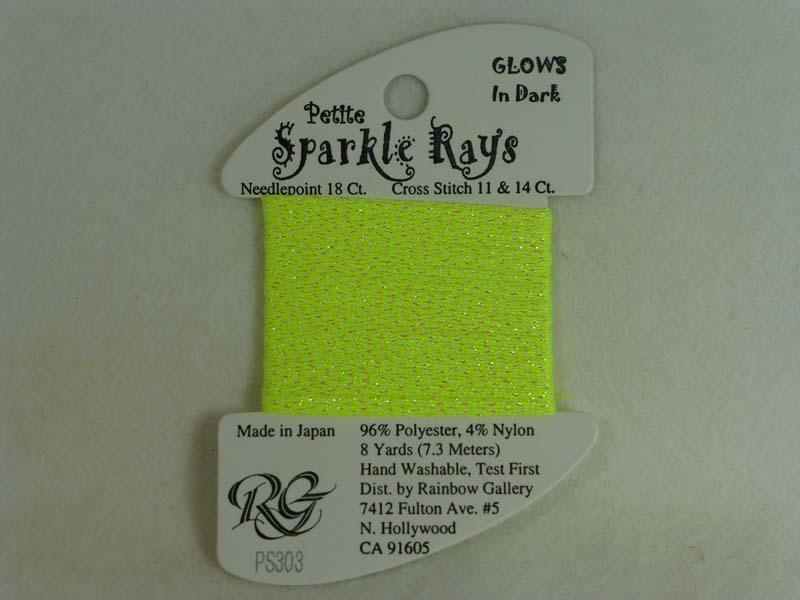 GLOWS
In Dark
Petite
Sparkle Rays
Needlepoint 18 Ct. Cross Stitch 11 & 14 Ct.
Made in Japan
96% Polyester, 4% Nylon
8 Yards (7.3 Meters)
Hand Washable, Test First
Dist. by Rainbow Gallery
7412 Fulton Ave. #5
N. Hollywood
CA 91605
RG
PS303